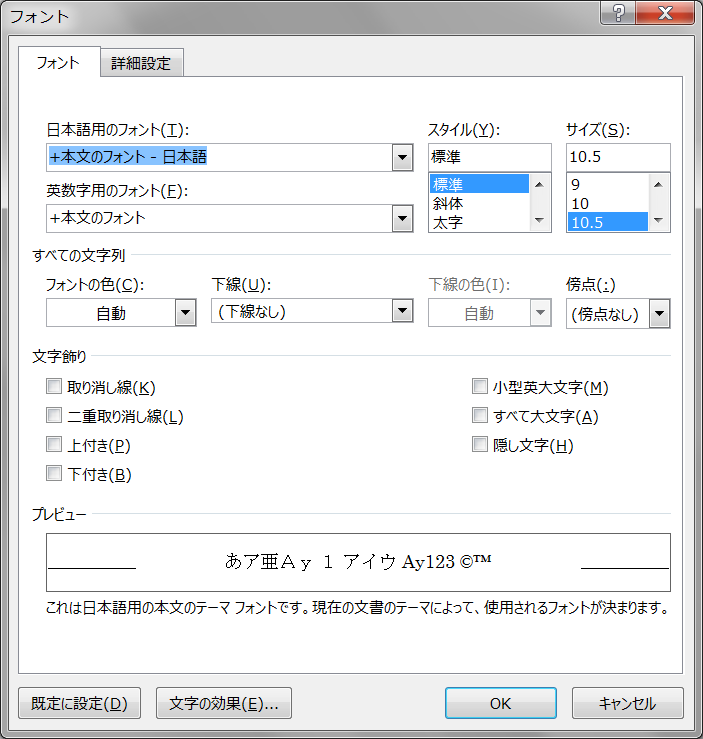 フォント
フォント 詳細設定
日本語用のフォント(T): スタイル(Y): サイズ(S):
+本文のフォント - 日本語 標準 10.5
標準 9
英数字用のフォント(F): 斜体 10
+本文のフォント 太字 10.5
すべての文字列
フォントの色(C): 下線(U): 下線の色(I): 傍点(:)
自動 (下線なし) 自動 (傍点なし)
文字飾り
取り消し線(K) 小型英大文字(M)
二重取り消し線(L) すべて大文字(A)
上付き(P) 隠し文字(H)
下付き(B)
プレビュー
あア亜Ａｙ １ アイウ Ay123 ©™
これは日本語用の本文のテーマ フォントです。現在の文書のテーマによって、使用されるフォントが決まります。
既定に設定(D) 文字の効果(E)... OK キャンセル